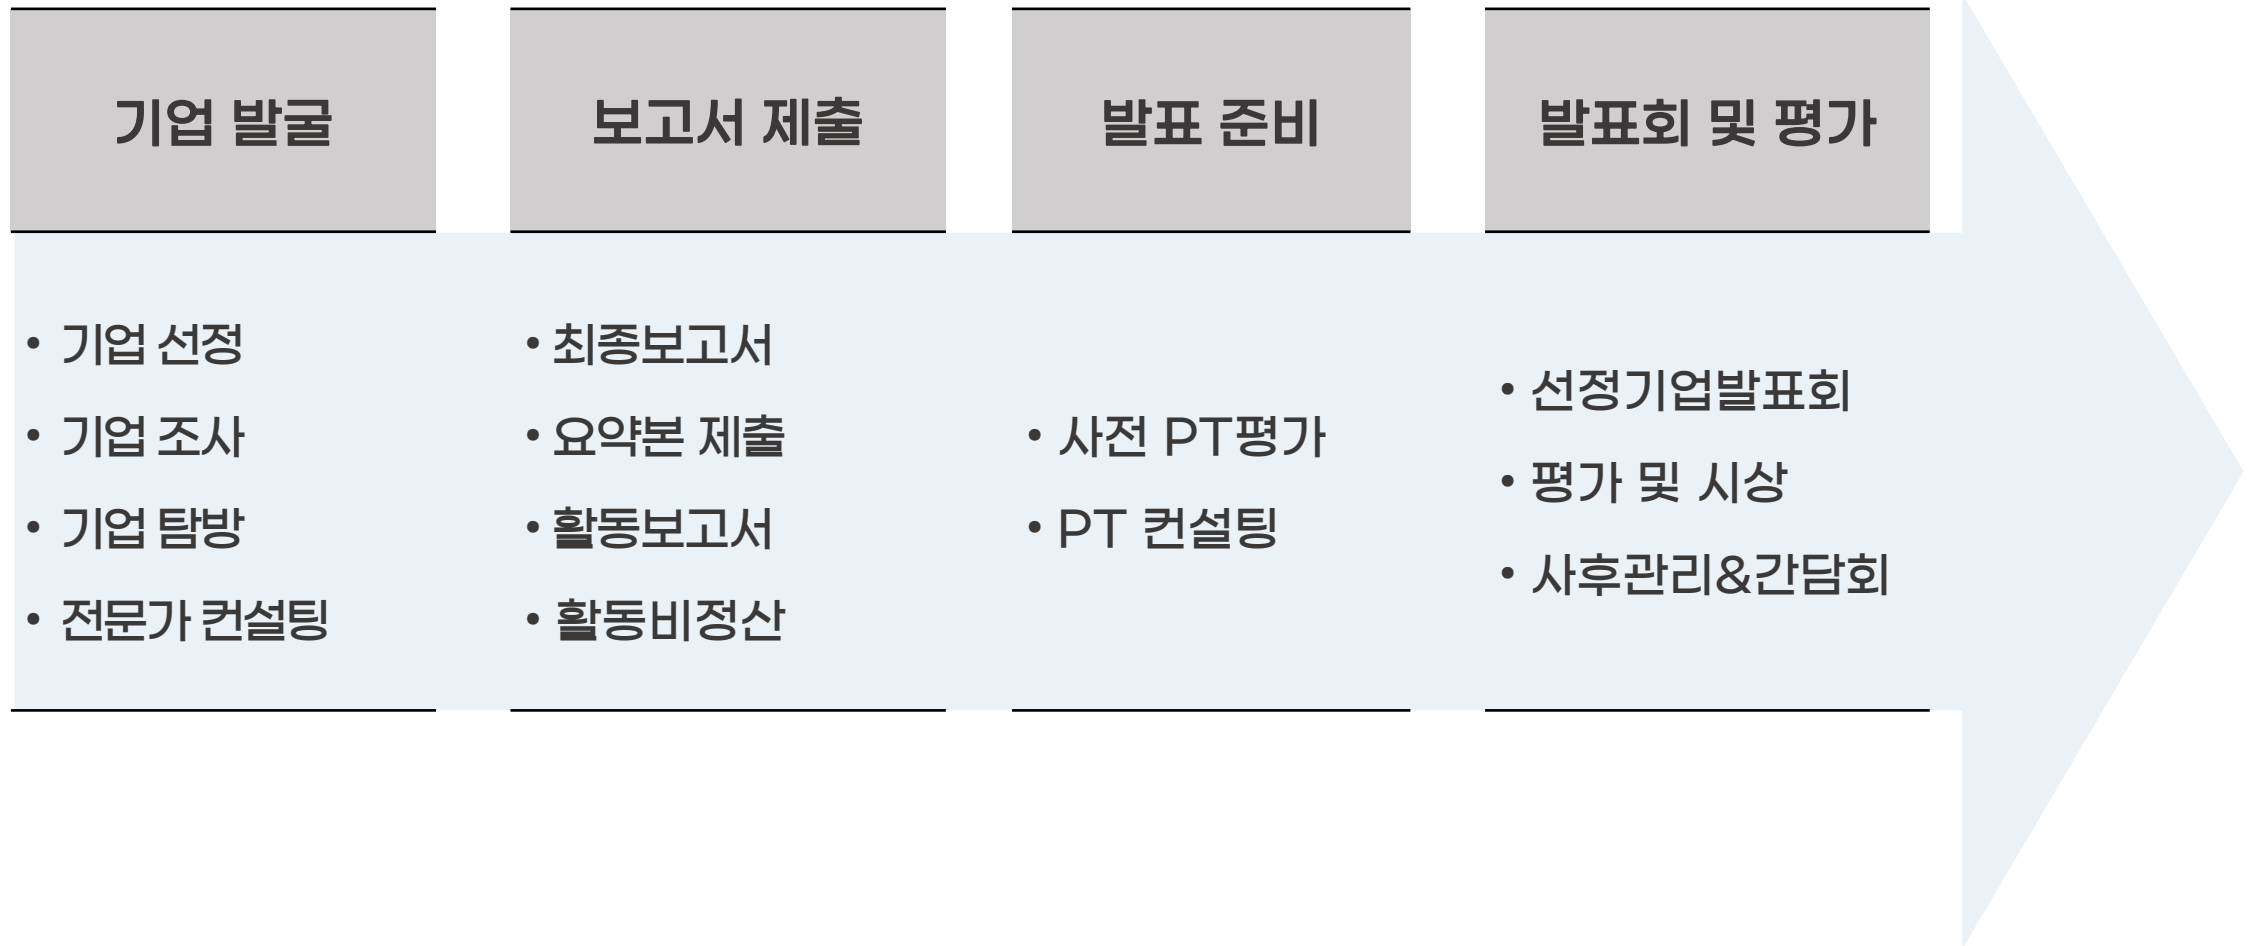 기업 발굴
• 기업 선정
• 기업 조사
• 기업 탐방
• 전문가 컨설팅
보고서 제출
• 최종보고서
• 요약본 제출
• 활동보고서
• 활동비정산
발표 준비
• 사전 PT평가
• PT 컨설팅
발표회 및 평가
• 선정기업발표회
• 평가 및 시상
• 사후관리&간담회